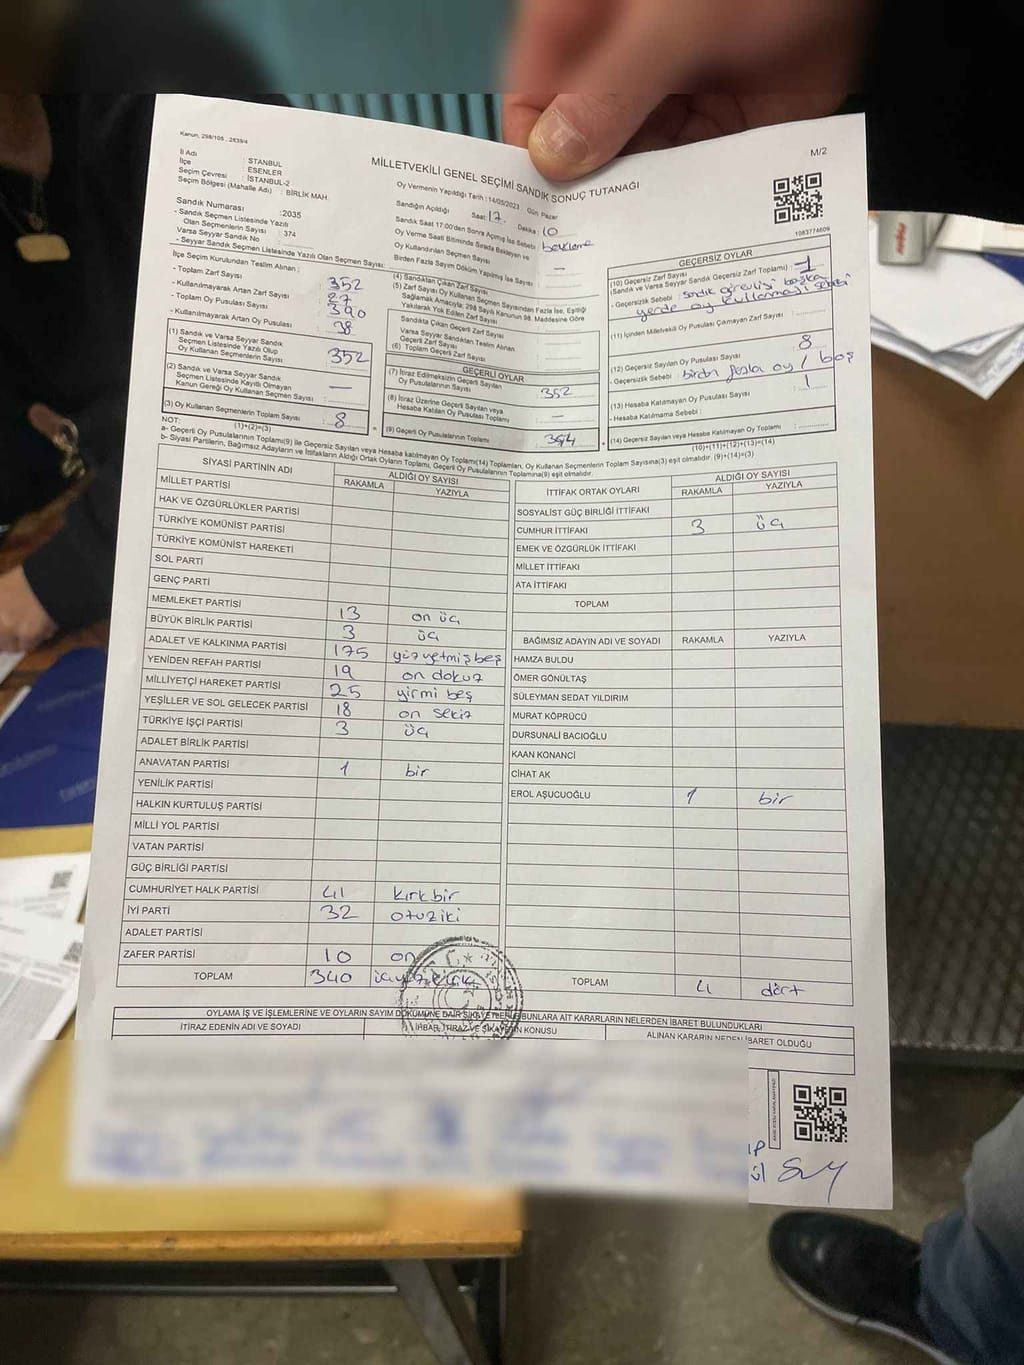 Kanun, 298/105 , 2839/4
M/2
MİLLETVEKİLİ GENEL SEÇİMİ SANDIK SONUÇ TUTANAĞI
İl Adı : İSTANBUL
İlçe : ESENLER
Seçim Çevresi : İSTANBUL-2
Seçim Bölgesi (Mahalle Adı) : BİRLİK MAH.
Sandık Numarası :2035
- Sandık Seçmen Listesinde Yazılı
Olan Seçmenlerin Sayısı : 374
Varsa Seyyar Sandık No :
- Seyyar Sandık Seçmen Listesinde Yazılı Olan Seçmen Sayısı:
Oy Vermenin Yapıldığı Tarih : 14/05/2023 Gün Pazar
Sandığın Açıldığı Saat: 17. Dakika : 10
Sandık Saat 17:00'den Sonra Açılmış İse Sebebi : bekleme
Oy Verme Saati Bitiminde Sırada Bekleyen ve
Oy Kullandırılan Seçmen Sayısı : —
Birden Fazla Sayım Döküm Yapılmış İse Sayısı :
1083774609
İlçe Seçim Kurulundan Teslim Alınan :
- Toplam Zarf Sayısı : 352
- Kullanılmayarak Artan Zarf Sayısı : 27
- Toplam Oy Pusulası Sayısı : 390
- Kullanılmayarak Artan Oy Pusulası : 38
(1) Sandık ve Varsa Seyyar Sandık
Seçmen Listesinde Yazılı Olup
Oy Kullanan Seçmenlerin Sayısı : 352
(2) Sandık ve Varsa Seyyar Sandık
Seçmen Listesinde Kayıtlı Olmayan
Kanun Gereği Oy Kullanan Seçmen Sayısı : —
(3) Oy Kullanan Seçmenlerin Toplam Sayısı : 8
(1)+(2)=(3)
(4) Sandıktan Çıkan Zarf Sayısı :
(5) Zarf Sayısı Oy Kullanan Seçmen Sayısından Fazla İse, Eşitliği
Sağlamak Amacıyla; 298 Sayılı Kanunun 98. Maddesine Göre
Yakılarak Yok Edilen Zarf Sayısı :
Sandıkta Çıkan Geçerli Zarf Sayısı :
Varsa Seyyar Sandıktan Teslim Alınan
Geçerli Zarf Sayısı :
(6) Toplam Geçerli Zarf Sayısı :
GEÇERLİ OYLAR
(7) İtiraz Edilmeksizin Geçerli Sayılan
Oy Pusulalarının Sayısı : 352
(8) İtiraz Üzerine Geçerli Sayılan veya
Hesaba Katılan Oy Pusulası Toplamı : —
(9) Geçerli Oy Pusulalarının Toplamı :
GEÇERSİZ OYLAR
(10) Geçersiz Zarf Sayısı
(Sandık ve Varsa Seyyar Sandık Geçersiz Zarf Toplamı) : 1
- Geçersizlik Sebebi : sandık görevlisi başka
yerde oy kullanmayı sebebi
(11) İçinden Milletvekili Oy Pusulası Çıkmayan Zarf Sayısı :
(12) Geçersiz Sayılan Oy Pusulası Sayısı : 8
- Geçersizlik Sebebi : birden fazla oy / boş
(13) Hesaba Katılmayan Oy Pusulası Sayısı : 1
- Hesaba Katılmama Sebebi :
(14) Geçersiz Sayılan veya Hesaba Katılmayan Oy Toplamı :
(10)+(11)+(12)+(13)=(14)
NOT:
a- Geçerli Oy Pusulalarının Toplamı(9) ile Geçersiz Sayılan veya Hesaba katılmayan Oy Toplamı(14) Toplamları, Oy Kullanan Seçmenlerin Toplam Sayısına(3) eşit olmalıdır. (9)+(14)=(3)
b- Siyasi Partilerin, Bağımsız Adayların ve İttifakların Aldığı Ortak Oyların Toplamı, Geçerli Oy Pusulalarının Toplamına(9) eşit olmalıdır.
SİYASİ PARTİNİN ADI ALDIĞI OY SAYISI
RAKAMLA YAZIYLA
MİLLET PARTİSİ
HAK VE ÖZGÜRLÜKLER PARTİSİ
TÜRKİYE KOMÜNİST PARTİSİ
TÜRKİYE KOMÜNİST HAREKETİ
SOL PARTİ
GENÇ PARTİ
MEMLEKET PARTİSİ 13 on üç
BÜYÜK BİRLİK PARTİSİ 3 üç
ADALET VE KALKINMA PARTİSİ 175 yüzyetmişbeş
YENİDEN REFAH PARTİSİ 19 on dokuz
MİLLİYETÇİ HAREKET PARTİSİ 25 yirmi beş
YEŞİLLER VE SOL GELECEK PARTİSİ 18 on sekiz
TÜRKİYE İŞÇİ PARTİSİ 3 üç
ADALET BİRLİK PARTİSİ
ANAVATAN PARTİSİ 1 bir
YENİLİK PARTİSİ
HALKIN KURTULUŞ PARTİSİ
MİLLİ YOL PARTİSİ
VATAN PARTİSİ
GÜÇ BİRLİĞİ PARTİSİ
CUMHURİYET HALK PARTİSİ 41 kırkbir
İYİ PARTİ 32 otuziki
ADALET PARTİSİ
ZAFER PARTİSİ 10 on
TOPLAM 340 üçyüzkırk
İTTİFAK ORTAK OYLARI ALDIĞI OY SAYISI
RAKAMLA YAZIYLA
SOSYALİST GÜÇ BİRLİĞİ İTTİFAKI
CUMHUR İTTİFAKI 3 üç
EMEK VE ÖZGÜRLÜK İTTİFAKI
MİLLET İTTİFAKI
ATA İTTİFAKI
TOPLAM
BAĞIMSIZ ADAYIN ADI VE SOYADI RAKAMLA YAZIYLA
HAMZA BULDU
ÖMER GÖNÜLTAŞ
SÜLEYMAN SEDAT YILDIRIM
MURAT KÖPRÜCÜ
DURSUNALİ BACIOĞLU
KAAN KONANCİ
CİHAT AK
EROL AŞUCUOĞLU 1 bir
TOPLAM 4 dört
OYLAMA İŞ VE İŞLEMLERİNE VE OYLARIN SAYIM DÖKÜMÜNE DAİR ŞİKAYETLERLE BUNLARA AİT KARARLARIN NELERDEN İBARET BULUNDUKLARI
İTİRAZ EDENİN ADI VE SOYADI İHBAR, İTİRAZ VE ŞİKAYETİN KONUSU ALINAN KARARIN NEDEN İBARET OLDUĞU